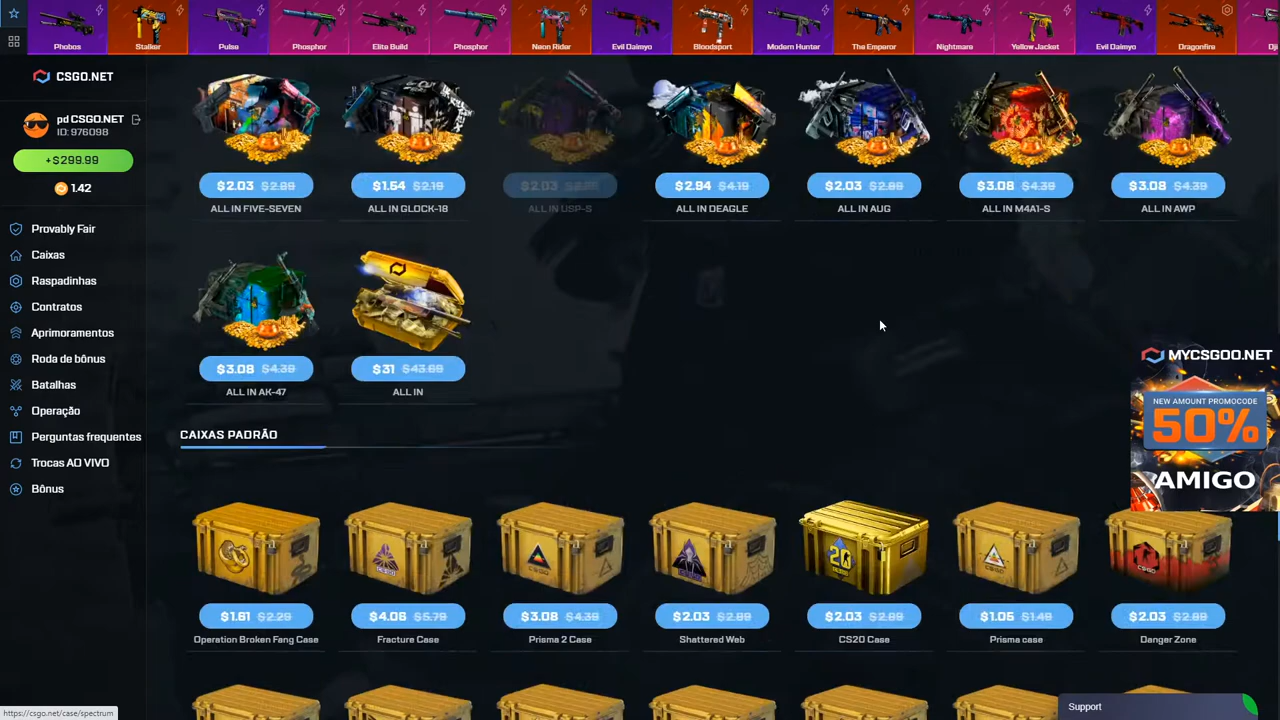 Phobos
Stalker
Pulse
Phosphor
Elite Build
Phosphor
Neon Rider
Evil Daimyo
Bloodsport
Modern Hunter
The Emperor
Nightmare
Yellow Jacket
Evil Daimyo
Dragonfire
CSGO.NET
pd CSGO.NET
ID: 976098
+$299.99
1.42
Provably Fair
Caixas
Raspadinhas
Contratos
Aprimoramentos
Roda de bônus
Batalhas
Operação
Perguntas frequentes
Trocas AO VIVO
Bônus
$2.03 $2.89
ALL IN FIVE-SEVEN
$1.54 $2.19
ALL IN GLOCK-18
$2.03
ALL IN USP-S
$2.94 $4.19
ALL IN DEAGLE
$2.03 $2.89
ALL IN AUG
$3.08 $4.39
ALL IN M4A1-S
$3.08 $4.39
ALL IN AWP
$3.08 $4.39
ALL IN AK-47
$31
ALL IN
CAIXAS PADRÃO
$1.61 $2.29
Operation Broken Fang Case
$4.06 $5.79
Fracture Case
$3.08 $4.39
Prisma 2 Case
$2.03 $2.89
Shattered Web
$2.03 $2.89
CS20 Case
$1.05 $1.49
Prisma case
$2.03 $2.89
Danger Zone
MYCSGOO.NET
NEW AMOUNT PROMOCODE
50%
AMIGO
Support
https://csgo.net/case/spectrum